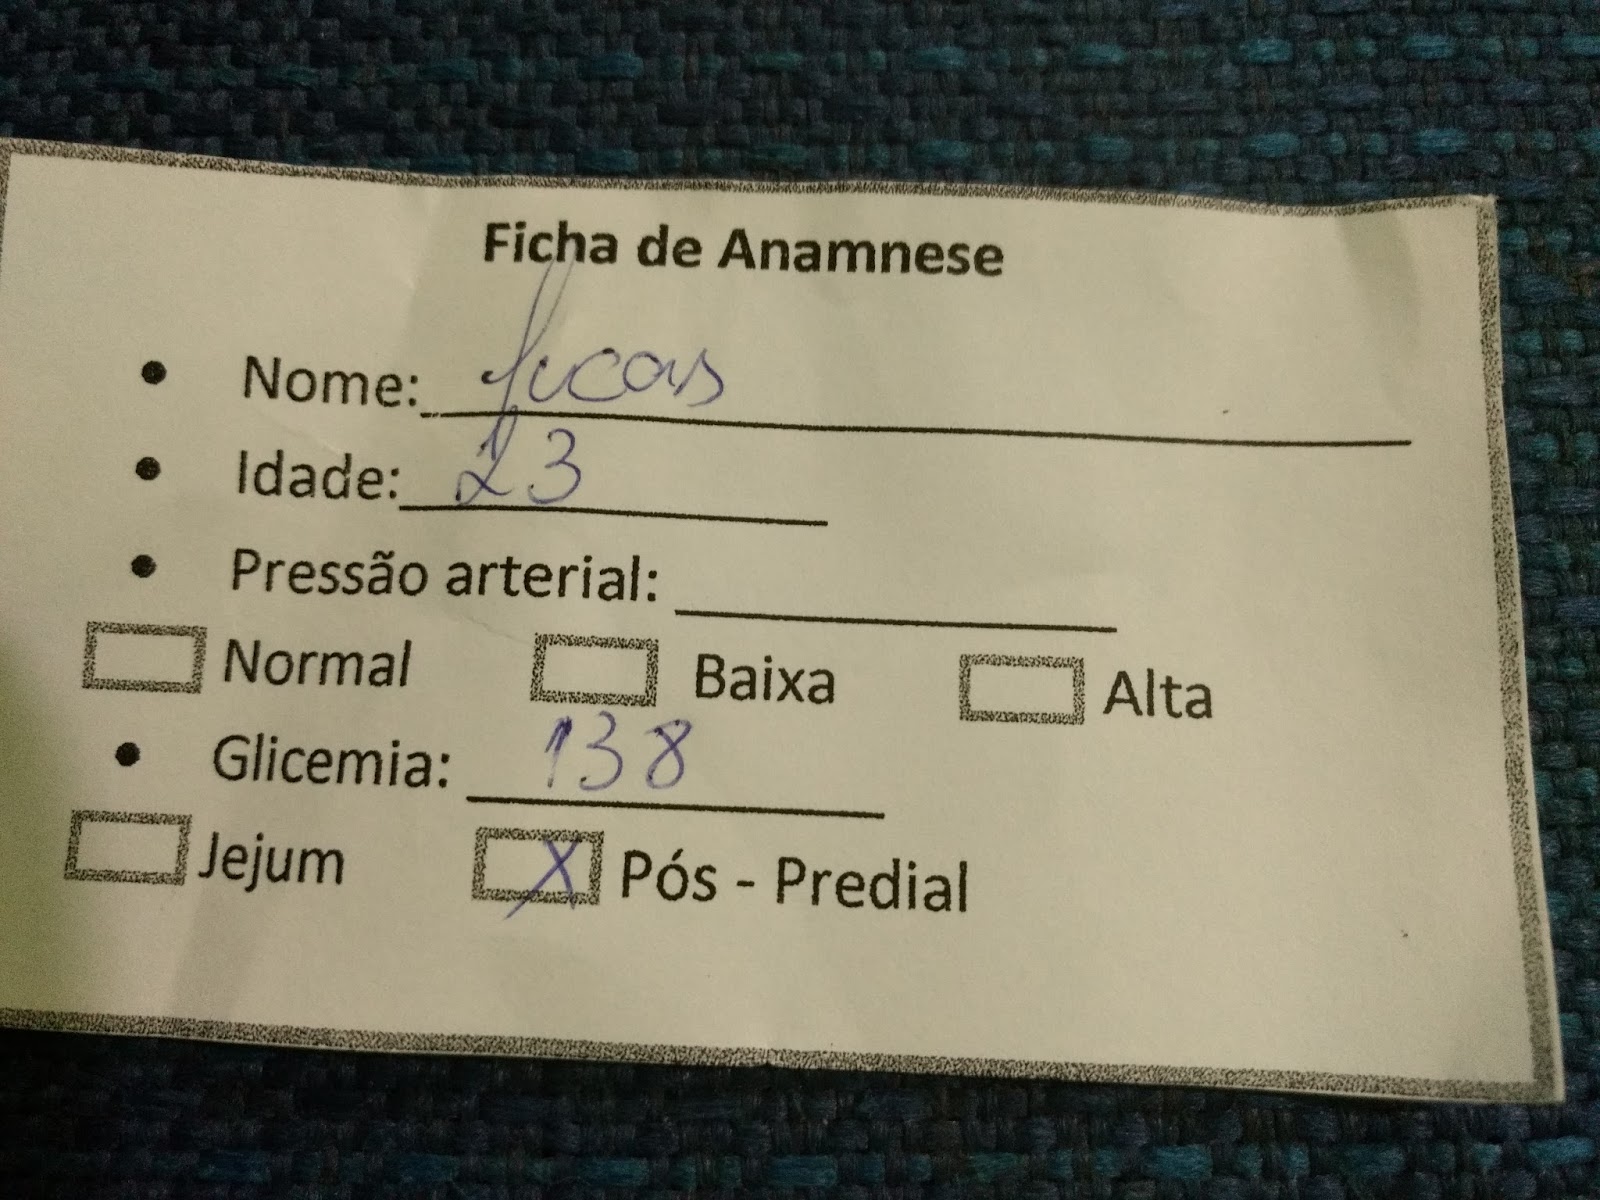 Ficha de Anamnese
• Nome: Lucas
• Idade: 23
• Pressão arterial:
Normal Baixa Alta
• Glicemia: 138
Jejum X Pós - Predial